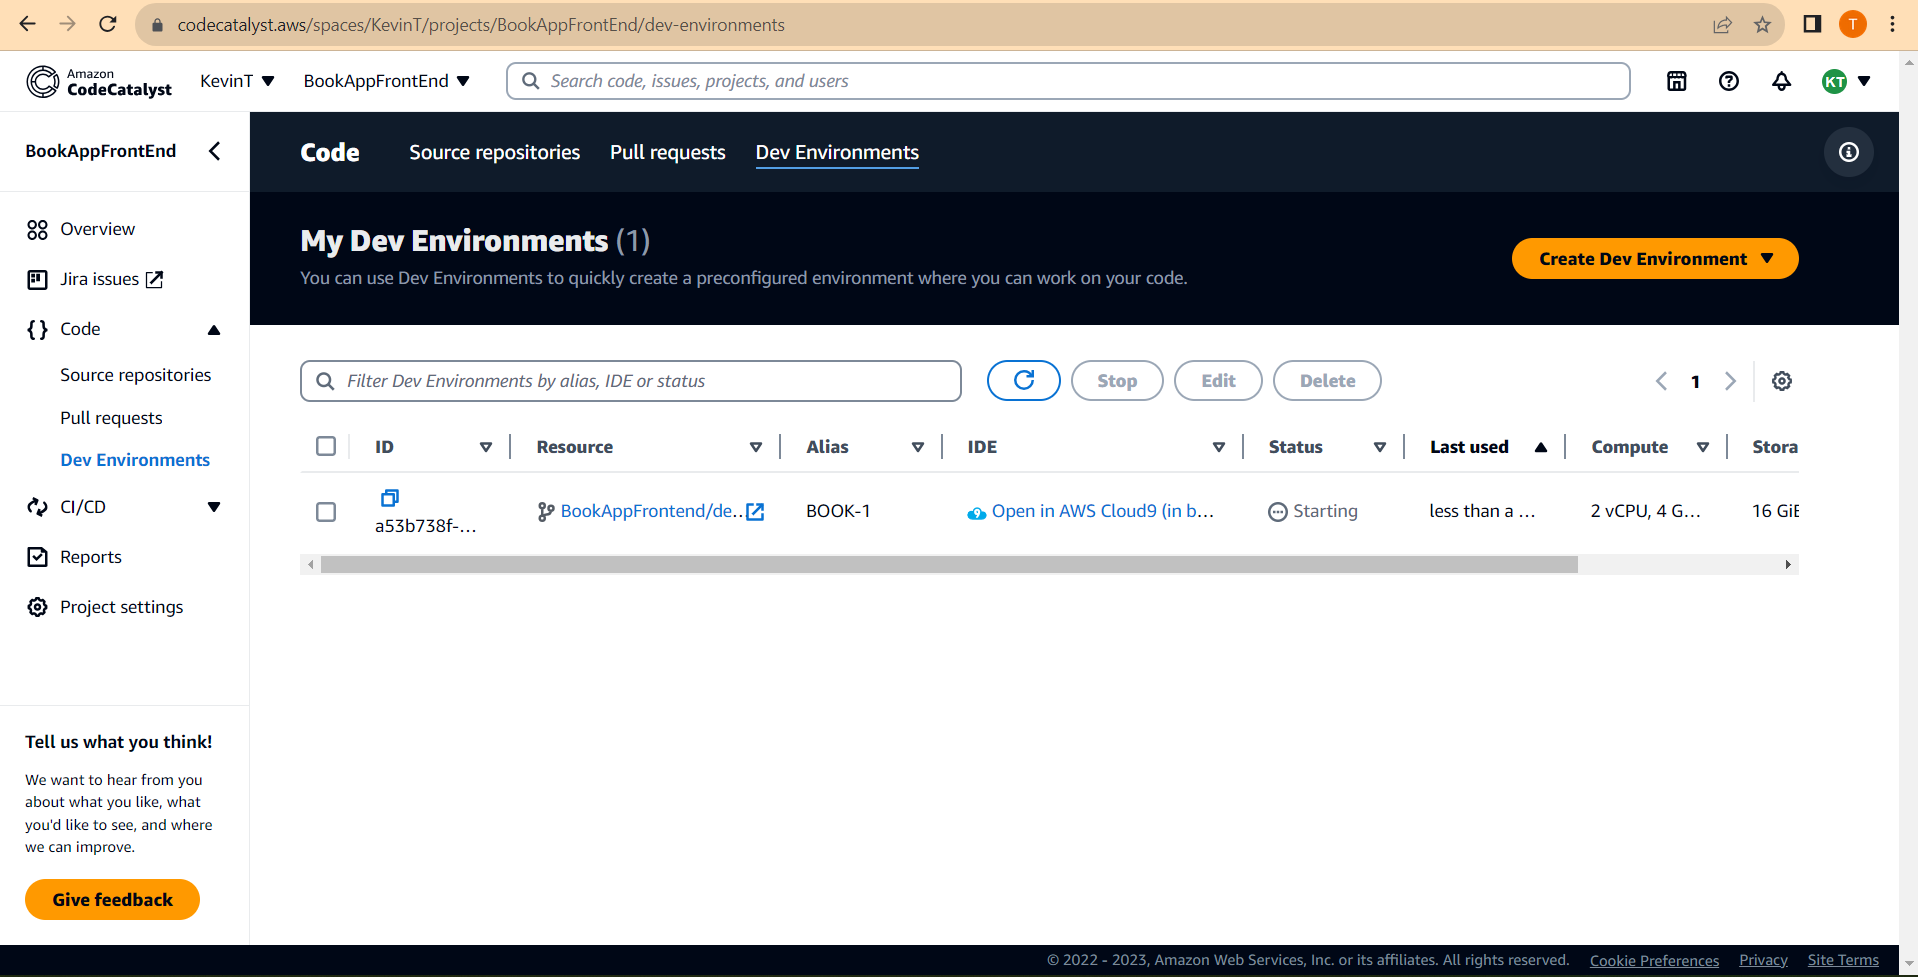 codecatalyst.aws/spaces/KevinT/projects/BookAppFrontEnd/dev-environments
T
Amazon
CodeCatalyst
KevinT
BookAppFrontEnd
Search code, issues, projects, and users
KT
BookAppFrontEnd
Code
Source repositories
Pull requests
Dev Environments
Overview
Jira issues
Code
Source repositories
Pull requests
Dev Environments
CI/CD
Reports
Project settings
My Dev Environments (1)
You can use Dev Environments to quickly create a preconfigured environment where you can work on your code.
Create Dev Environment
Filter Dev Environments by alias, IDE or status
Stop
Edit
Delete
1
ID
Resource
Alias
IDE
Status
Last used
Compute
Stora
a53b738f-...
BookAppFrontend/de...
BOOK-1
9
Open in AWS Cloud9 (in b...
Starting
less than a ...
2 vCPU, 4 G...
16 GiB
Tell us what you think!
We want to hear from you
about what you like, what
you'd like to see, and where
we can improve.
Give feedback
© 2022 - 2023, Amazon Web Services, Inc. or its affiliates. All rights reserved.
Cookie Preferences
Privacy
Site Terms